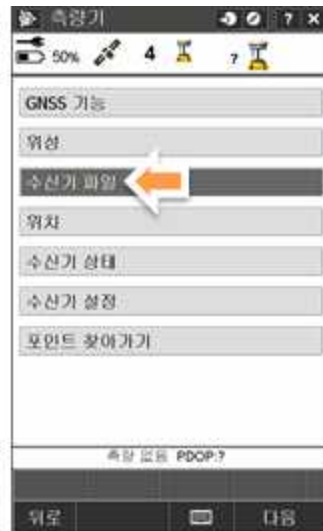 측량기
? ×
50% 4 ?
GNSS 기능
위성
수신기 파일
위치
수신기 상태
수신기 설정
포인트 찾아가기
측량 없음 PDOP:?
뒤로 다음